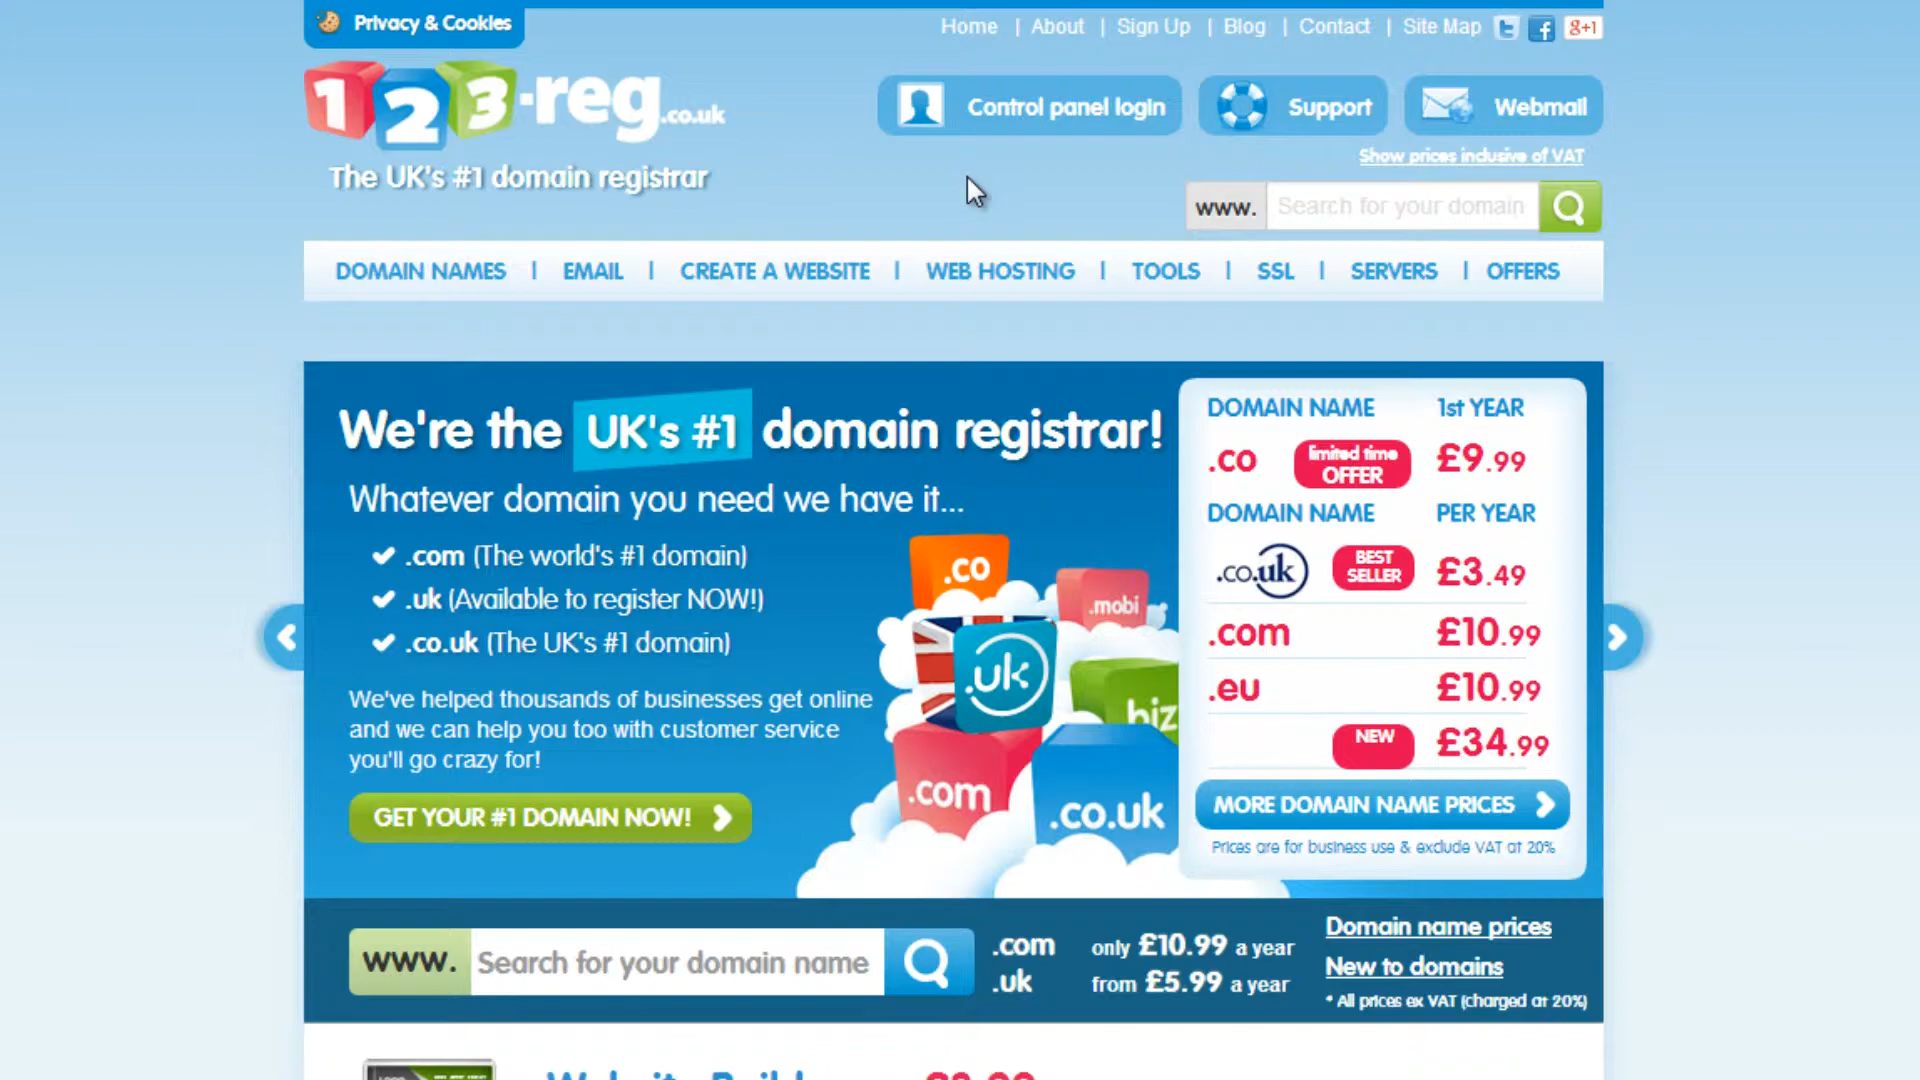 Privacy & Cookies
Home | About | Sign Up | Blog | Contact | Site Map
g+1
123-reg.co.uk
The UK's #1 domain registrar
Control panel login
Support
Webmail
Show prices inclusive of VAT
www. Search for your domain
DOMAIN NAMES | EMAIL | CREATE A WEBSITE | WEB HOSTING | TOOLS | SSL | SERVERS | OFFERS
We're the UK's #1 domain registrar!
Whatever domain you need we have it...
.com (The world's #1 domain)
.uk (Available to register NOW!)
.co.uk (The UK's #1 domain)
We've helped thousands of businesses get online
and we can help you too with customer service
you'll go crazy for!
GET YOUR #1 DOMAIN NOW!
.co
.mobi
.uk
biz
.com
.co.uk
DOMAIN NAME 1st YEAR
.co limited time OFFER £9.99
DOMAIN NAME PER YEAR
.co.uk BEST SELLER £3.49
.com £10.99
.eu £10.99
NEW £34.99
MORE DOMAIN NAME PRICES
Prices are for business use & exclude VAT at 20%
www. Search for your domain name
.com only £10.99 a year
.uk from £5.99 a year
Domain name prices
New to domains
* All prices ex VAT (charged at 20%)